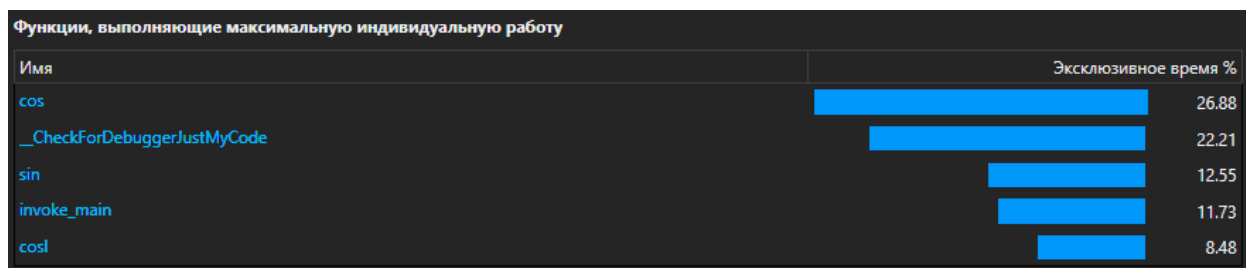 Функции, выполняющие максимальную индивидуальную работу
Имя Эксклюзивное время %
cos 26.88
__CheckForDebuggerJustMyCode 22.21
sin 12.55
invoke_main 11.73
cosl 8.48